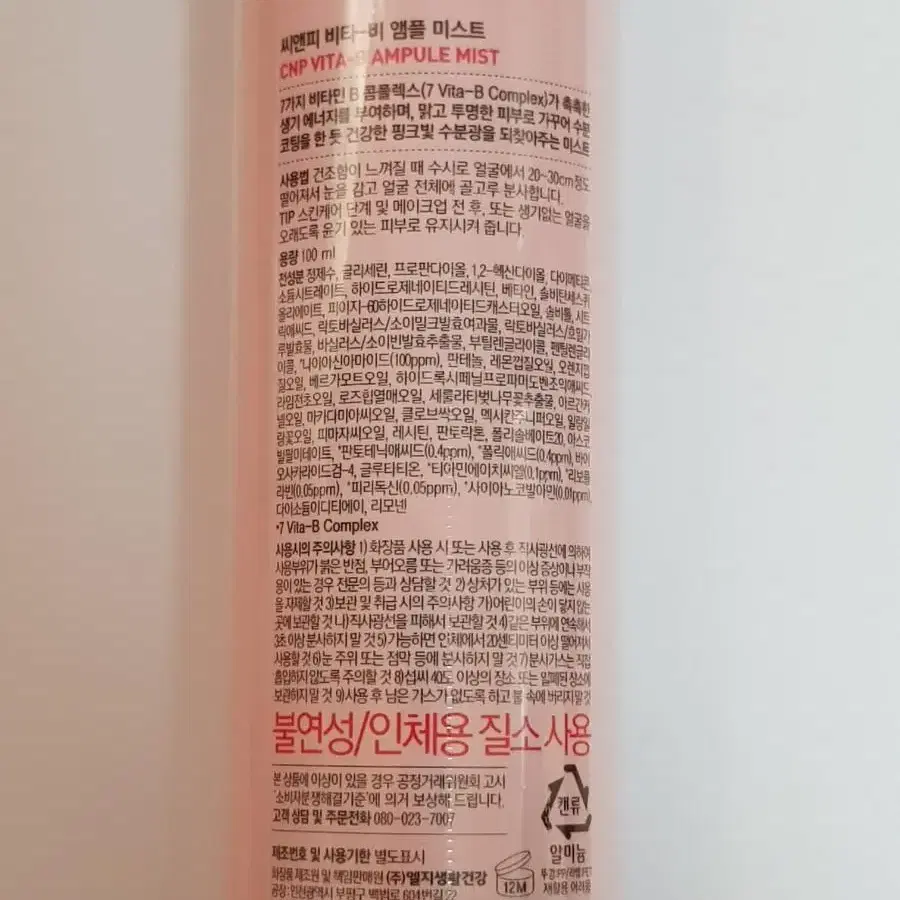 씨앤피 비타-비 앰플 미스트
CNP VITA-B AMPULE MIST
7가지 비타민 B 콤플렉스(7 Vita-B Complex)가 촉촉한
생기 에너지를 부여하며, 맑고 투명한 피부로 가꾸어 수분
코팅을 한 듯 건강한 핑크빛 수분광을 되찾아주는 미스트
사용법 건조함이 느껴질 때 수시로 얼굴에서 20~30cm정도
떨어져서 눈을 감고 얼굴 전체에 골고루 분사합니다.
TIP 스킨케어 단계 및 메이크업 전 후, 또는 생기없는 얼굴을
오래도록 윤기 있는 피부로 유지시켜 줍니다.
용량 100 ml
전성분 정제수, 글리세린, 프로판다이올, 1,2-헥산다이올, 다이메티콘,
소듐시트레이트, 하이드로제네이티드레시틴, 베타인, 솔비탄세스퀴
올리에이트, 피이지-60하이드로제네이티드캐스터오일, 솔비톨, 시트
릭애씨드, 락토바실러스/소이밀크발효여과물, 락토바실러스/호밀가
루발효물, 바실러스/소이빈발효추출물, 부틸렌글라이콜, 펜틸렌글라
이콜, *나이아신아마이드(100ppm), 판테놀, 레몬껍질오일, 오렌지껍
질오일, 베르가모트오일, 하이드록시페닐프로파미도벤조익애씨드,
라임전초오일, 로즈힙열매오일, 세룰라타벚나무꽃추출물, 아르간커
넬오일, 마카다미아씨오일, 클로브싹오일, 멕시칸주니퍼오일, 일랑일
랑꽃오일, 피마자씨오일, 레시틴, 판토락톤, 폴리솔베이트20, 아스코
빌팔미테이트, *판토테닉애씨드(0.4ppm), *폴릭애씨드(0.4ppm), 바이
오사카라이드검-4, 글루타티온, *티아민에이치씨엘(0.1ppm), *리보플
라빈(0.05ppm), *피리독신(0.05ppm), *사이아노코발아민(0.01ppm),
다이소듐이디티에이, 리모넨
*7 Vita-B Complex
사용시의 주의사항 1) 화장품 사용 시 또는 사용 후 직사광선에 의하여
사용부위가 붉은 반점, 부어오름 또는 가려움증 등의 이상 증상이나 부작
용이 있는 경우 전문의 등과 상담할 것 2) 상처가 있는 부위 등에는 사용
을 자제할 것 3)보관 및 취급 시의 주의사항 가)어린이의 손이 닿지 않는
곳에 보관할 것 나)직사광선을 피해서 보관할 것 4)같은 부위에 연속해서
3초 이상 분사하지 말 것 5)가능하면 인체에서 20센티미터 이상 떨어져서
사용할 것 6)눈 주위 또는 점막 등에 분사하지 말 것 7)분사가스는 직접
흡입하지 않도록 주의할 것 8)섭씨 40도 이상의 장소 또는 밀폐된 장소에
보관하지 말 것 9)사용 후 남은 가스가 없도록 하고 불 속에 버리지 말 것
불연성/인체용 질소 사용
본 상품에 이상이 있을 경우 공정거래위원회 고시
'소비자분쟁해결기준'에 의거 보상해 드립니다.
고객 상담 및 주문전화 080-023-7007
캔류
알미늄
뚜껑:PP/라벨:PET
재활용 어려움
제조번호 및 사용기한 별도표시
화장품 제조원 및 책임판매원 (주)엘지생활건강
12M
공장: 인천광역시 부평구 백범로 604번길 22